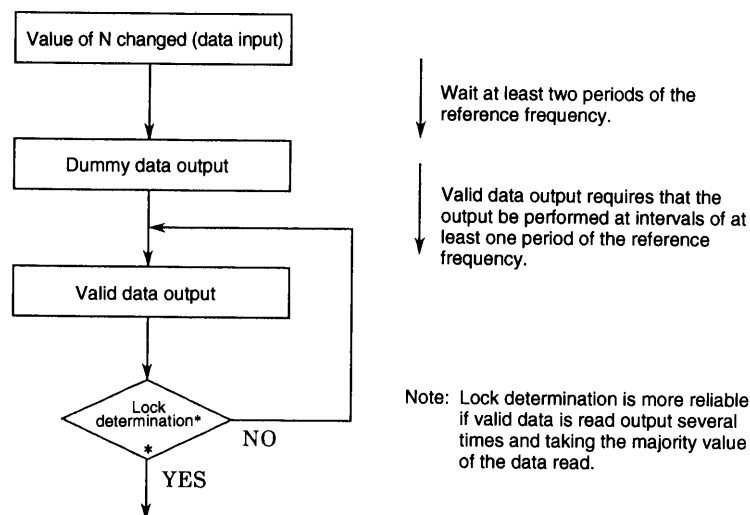 Value of N changed (data input)
Wait at least two periods of the
reference frequency.
Dummy data output
Valid data output requires that the
output be performed at intervals of at
least one period of the reference
frequency.
Valid data output
Lock
determination*
*
NO
YES
Note: Lock determination is more reliable
if valid data is read output several
times and taking the majority value
of the data read.